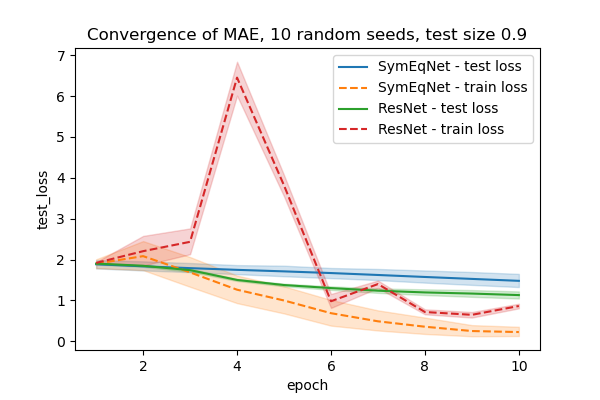 Convergence of MAE, 10 random seeds, test size 0.9
SymEqNet - test loss
SymEqNet - train loss
ResNet - test loss
ResNet - train loss
test_loss
7
6
5
4
3
2
1
0
2
4
6
8
10
epoch